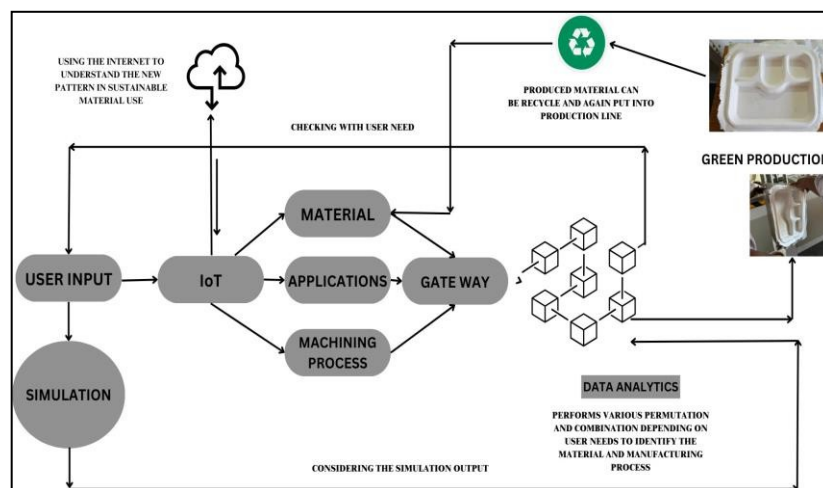 USING THE INTERNET TO
UNDERSTAND THE NEW
PATTERN IN SUSTAINABLE
MATERIAL USE
PRODUCED MATERIAL CAN
BE RECYCLE AND AGAIN PUT INTO
PRODUCTION LINE
CHECKING WITH USER NEED
GREEN PRODUCTION
MATERIAL
USER INPUT
IoT
APPLICATIONS
GATE WAY
MACHINING
PROCESS
SIMULATION
DATA ANALYTICS
PERFORMS VARIOUS PERMUTATION
AND COMBINATION DEPENDING ON
USER NEEDS TO IDENTIFY THE
MATERIAL AND MANUFACTURING
PROCESS
CONSIDERING THE SIMULATION OUTPUT